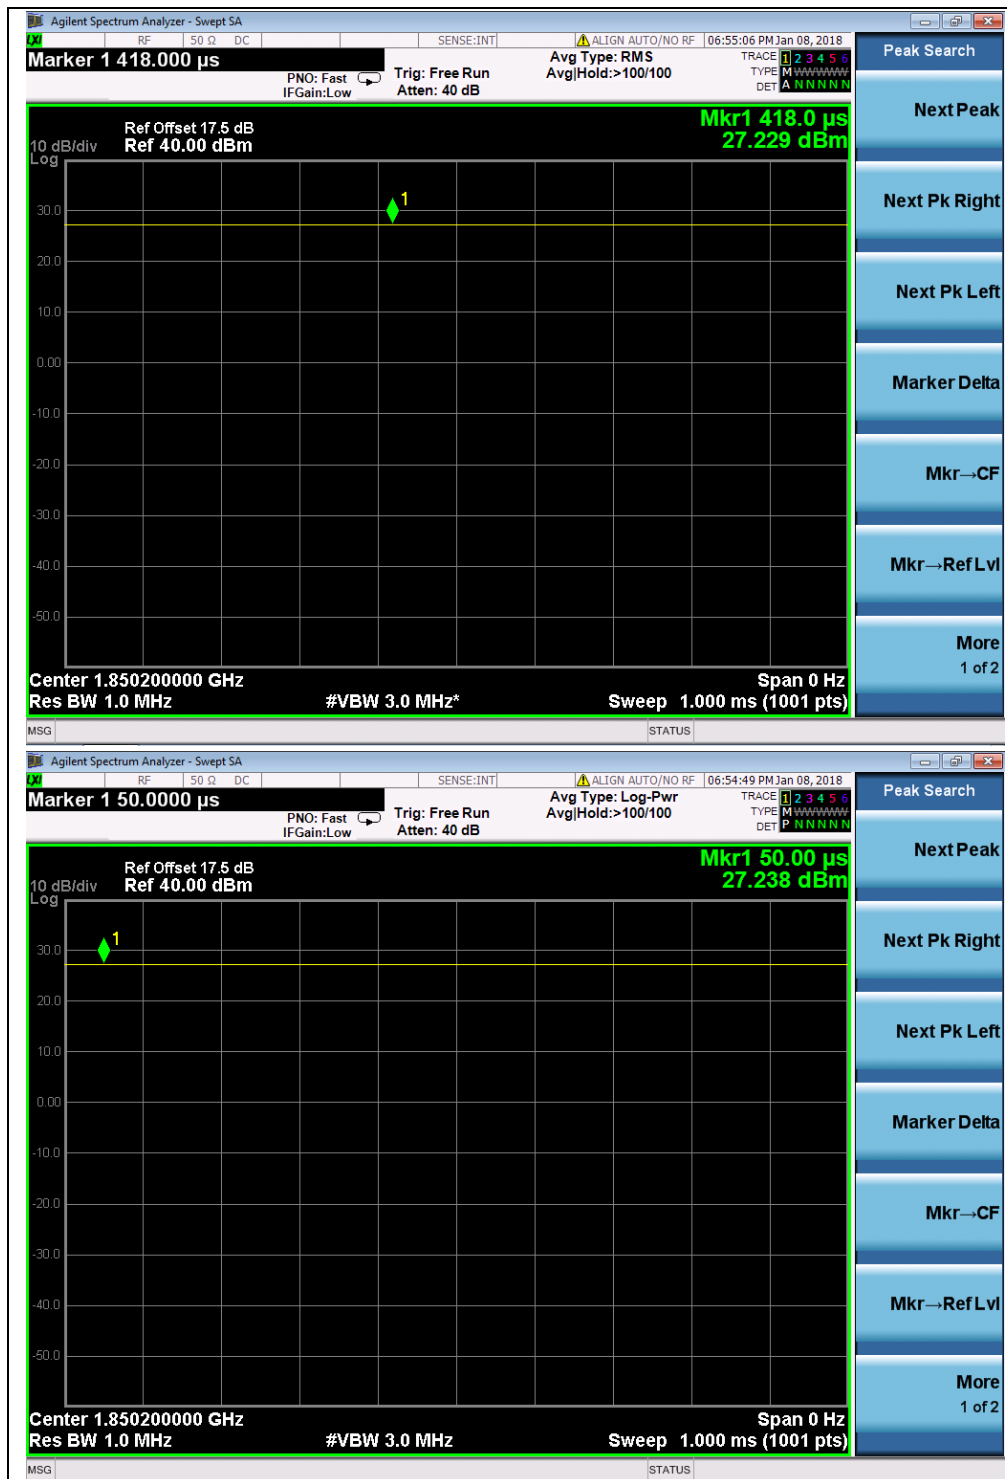 Agilent Spectrum Analyzer - Swept SA
LXI RF 50 Ω DC SENSE:INT ALIGN AUTO/NO RF 06:55:06 PM Jan 08, 2018
Marker 1 418.000 µs
PNO: Fast
IFGain:Low
Trig: Free Run
Atten: 40 dB
Avg Type: RMS
Avg|Hold:>100/100
TRACE 1 2 3 4 5 6
TYPE M WWWWW
DET A N N N N N
Peak Search
Mkr1 418.0 µs
27.229 dBm
Ref Offset 17.5 dB
10 dB/div Ref 40.00 dBm
Log
30.0
20.0
10.0
0.00
-10.0
-20.0
-30.0
-40.0
-50.0
1
Center 1.850200000 GHz Span 0 Hz
Res BW 1.0 MHz #VBW 3.0 MHz* Sweep 1.000 ms (1001 pts)
Next Peak
Next Pk Right
Next Pk Left
Marker Delta
Mkr→CF
Mkr→Ref Lvl
More
1 of 2
MSG STATUS
Agilent Spectrum Analyzer - Swept SA
LXI RF 50 Ω DC SENSE:INT ALIGN AUTO/NO RF 06:54:49 PM Jan 08, 2018
Marker 1 50.0000 µs
PNO: Fast
IFGain:Low
Trig: Free Run
Atten: 40 dB
Avg Type: Log-Pwr
Avg|Hold:>100/100
TRACE 1 2 3 4 5 6
TYPE M WWWWW
DET P N N N N N
Peak Search
Mkr1 50.00 µs
27.238 dBm
Ref Offset 17.5 dB
10 dB/div Ref 40.00 dBm
Log
30.0
20.0
10.0
0.00
-10.0
-20.0
-30.0
-40.0
-50.0
1
Center 1.850200000 GHz Span 0 Hz
Res BW 1.0 MHz #VBW 3.0 MHz Sweep 1.000 ms (1001 pts)
Next Peak
Next Pk Right
Next Pk Left
Marker Delta
Mkr→CF
Mkr→Ref Lvl
More
1 of 2
MSG STATUS